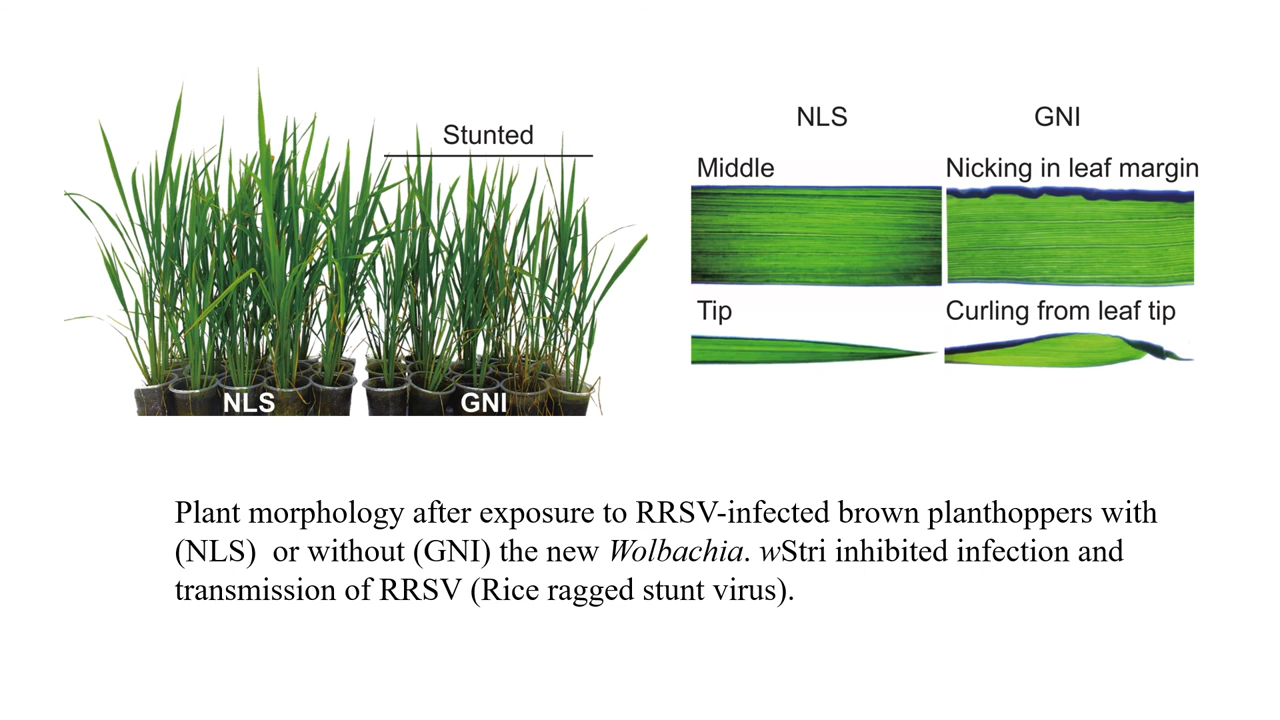 Stunted
NLS
GNI
NLS
GNI
Middle
Nicking in leaf margin
Tip
Curling from leaf tip
Plant morphology after exposure to RRSV-infected brown planthoppers with
(NLS)  or without (GNI) the new Wolbachia. wStri inhibited infection and
transmission of RRSV (Rice ragged stunt virus).